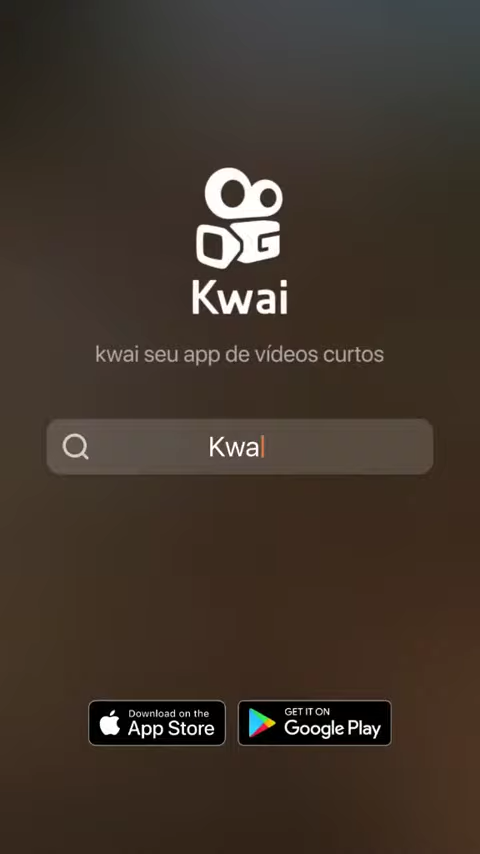 Kwai
kwai seu app de vídeos curtos
Kwa
Download on the
App Store
GET IT ON
Google Play